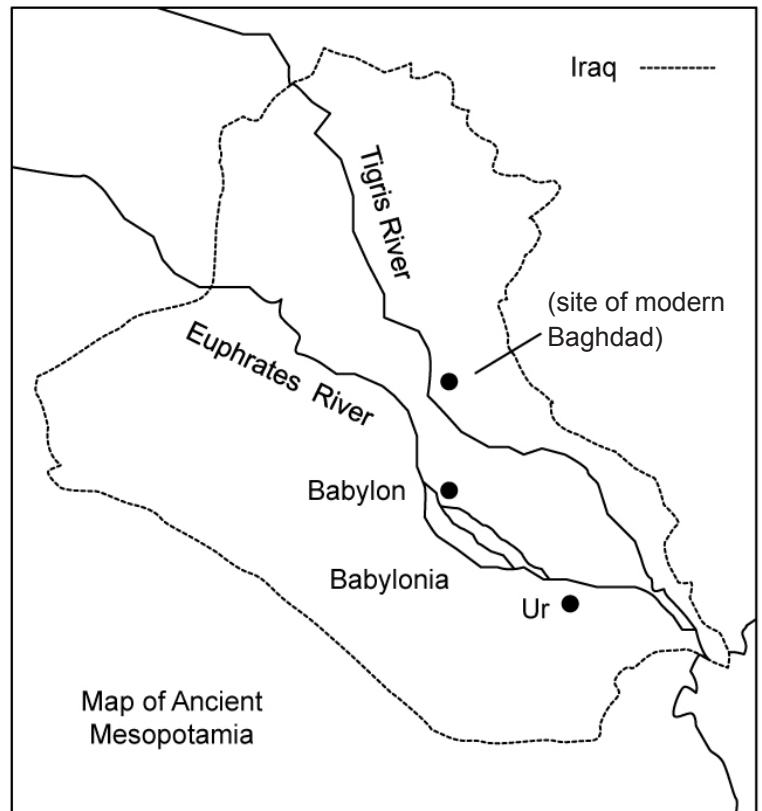 Iraq
Tigris River
(site of modern
Baghdad)
Euphrates River
Babylon
Babylonia
Ur
Map of Ancient
Mesopotamia